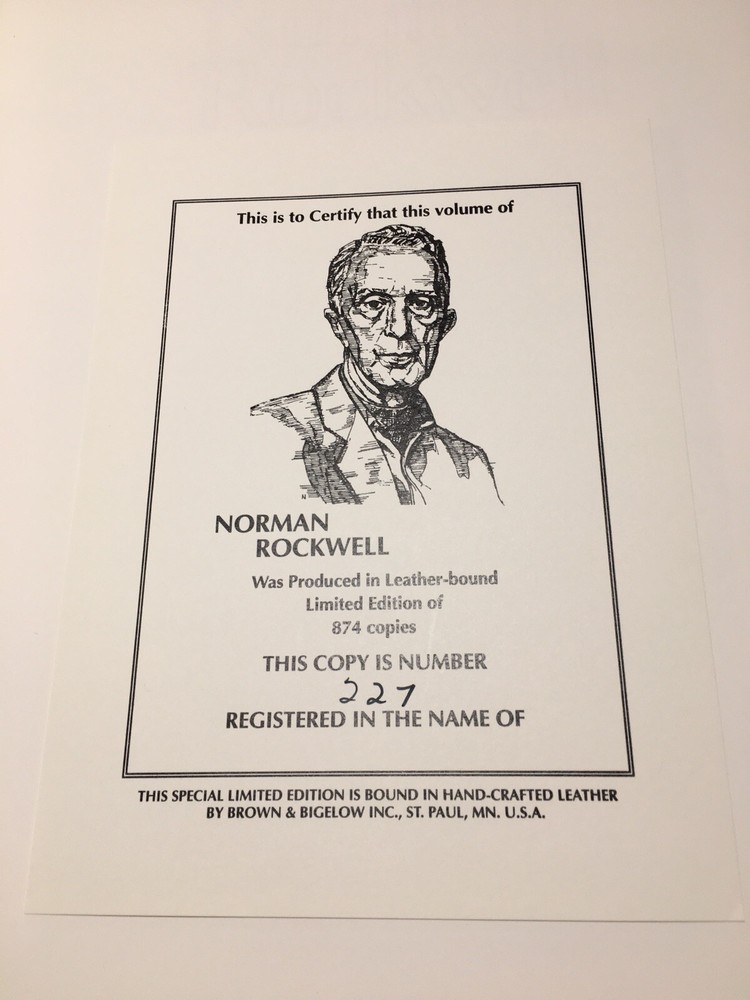 This is to Certify that this volume of
N
NORMAN
ROCKWELL
Was Produced in Leather-bound
Limited Edition of
874 copies
THIS COPY IS NUMBER
227
REGISTERED IN THE NAME OF
THIS SPECIAL LIMITED EDITION IS BOUND IN HAND-CRAFTED LEATHER
BY BROWN & BIGELOW INC., ST. PAUL, MN. U.S.A.